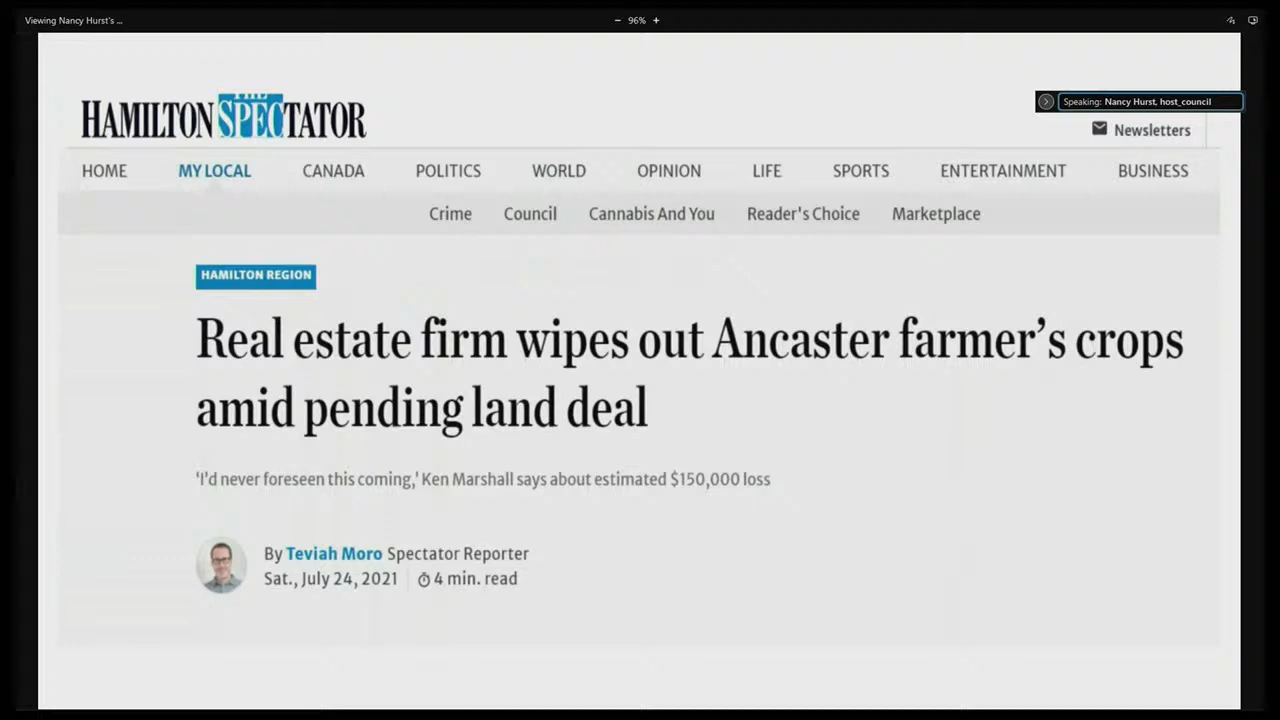 Viewing Nancy Hurst's ...
− 96% +
Speaking: Nancy Hurst, host_council
THE
HAMILTON SPECTATOR
Newsletters
HOME MY LOCAL CANADA POLITICS WORLD OPINION LIFE SPORTS ENTERTAINMENT BUSINESS
Crime Council Cannabis And You Reader's Choice Marketplace
HAMILTON REGION
Real estate firm wipes out Ancaster farmer’s crops
amid pending land deal
‘I’d never foreseen this coming,’ Ken Marshall says about estimated $150,000 loss
By Teviah Moro Spectator Reporter
Sat., July 24, 2021 4 min. read